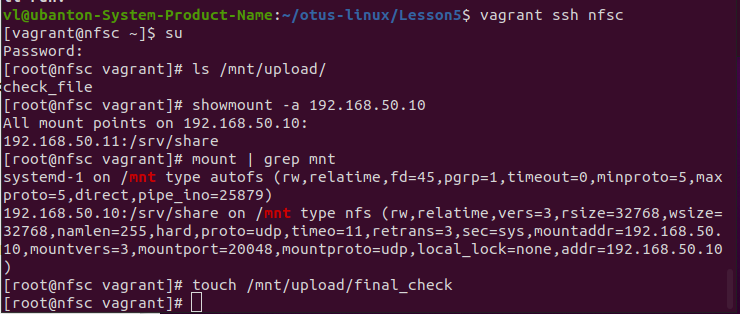 vl@ubanton-System-Product-Name:~/otus-linux/Lesson5$ vagrant ssh nfsc
[vagrant@nfsc ~]$ su
Password:
[root@nfsc vagrant]# ls /mnt/upload/
check_file
[root@nfsc vagrant]# showmount -a 192.168.50.10
All mount points on 192.168.50.10:
192.168.50.11:/srv/share
[root@nfsc vagrant]# mount | grep mnt
systemd-1 on /mnt type autofs (rw,relatime,fd=45,pgrp=1,timeout=0,minproto=5,max
proto=5,direct,pipe_ino=25879)
192.168.50.10:/srv/share on /mnt type nfs (rw,relatime,vers=3,rsize=32768,wsize=
32768,namlen=255,hard,proto=udp,timeo=11,retrans=3,sec=sys,mountaddr=192.168.50.
10,mountvers=3,mountport=20048,mountproto=udp,local_lock=none,addr=192.168.50.10
)
[root@nfsc vagrant]# touch /mnt/upload/final_check
[root@nfsc vagrant]#